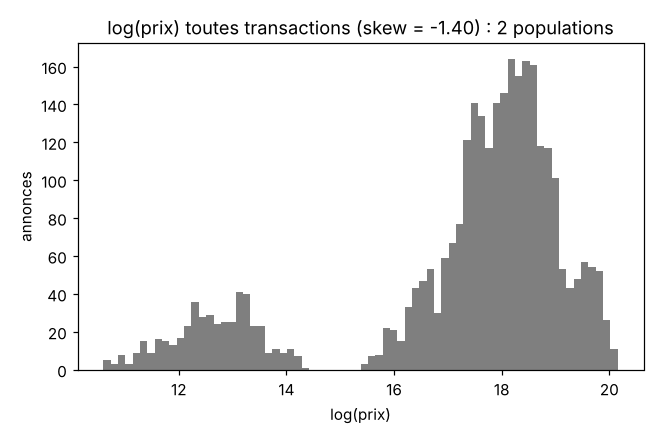 log(prix) toutes transactions (skew = -1.40) : 2 populations
annonces
160
140
120
100
80
60
40
20
0
12 14 16 18 20
log(prix)